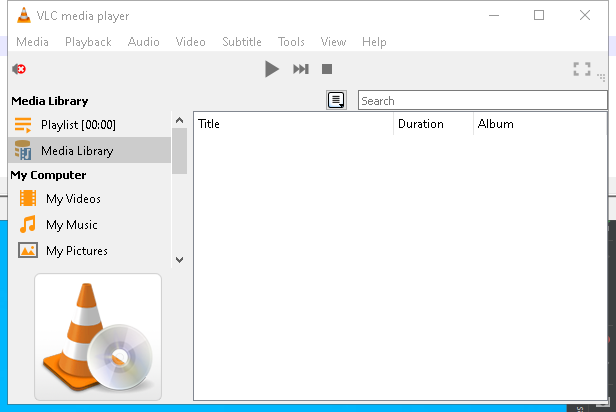 VLC media player
Media Playback Audio Video Subtitle Tools View Help
Media Library
Search
Playlist [00:00]
Title Duration Album
Media Library
My Computer
My Videos
My Music
My Pictures